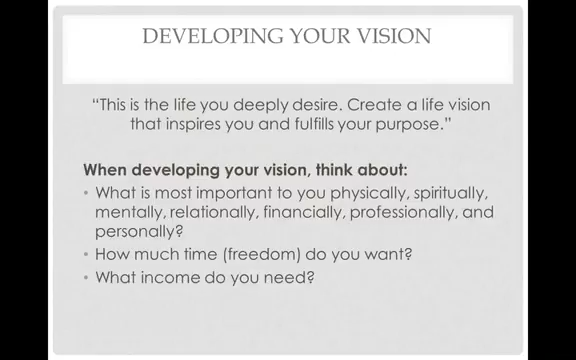 DEVELOPING YOUR VISION
“This is the life you deeply desire. Create a life vision
that inspires you and fulfills your purpose.”
When developing your vision, think about:
• What is most important to you physically, spiritually,
mentally, relationally, financially, professionally, and
personally?
• How much time (freedom) do you want?
• What income do you need?